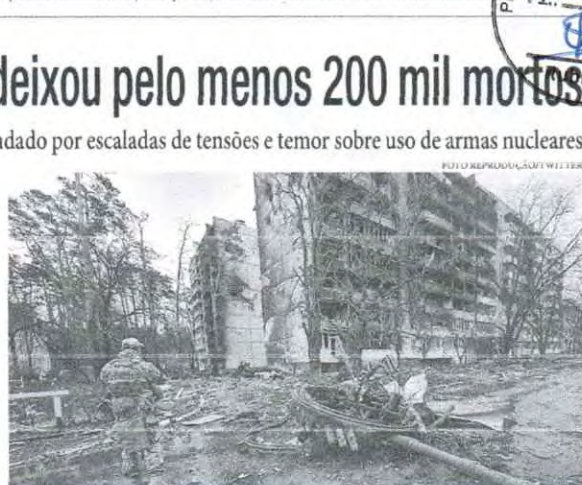 deixou pelo menos 200 mil mortos
dado por escaladas de tensões e temor sobre uso de armas nucleares
FOTO REPRODUÇÃO/TWITTER